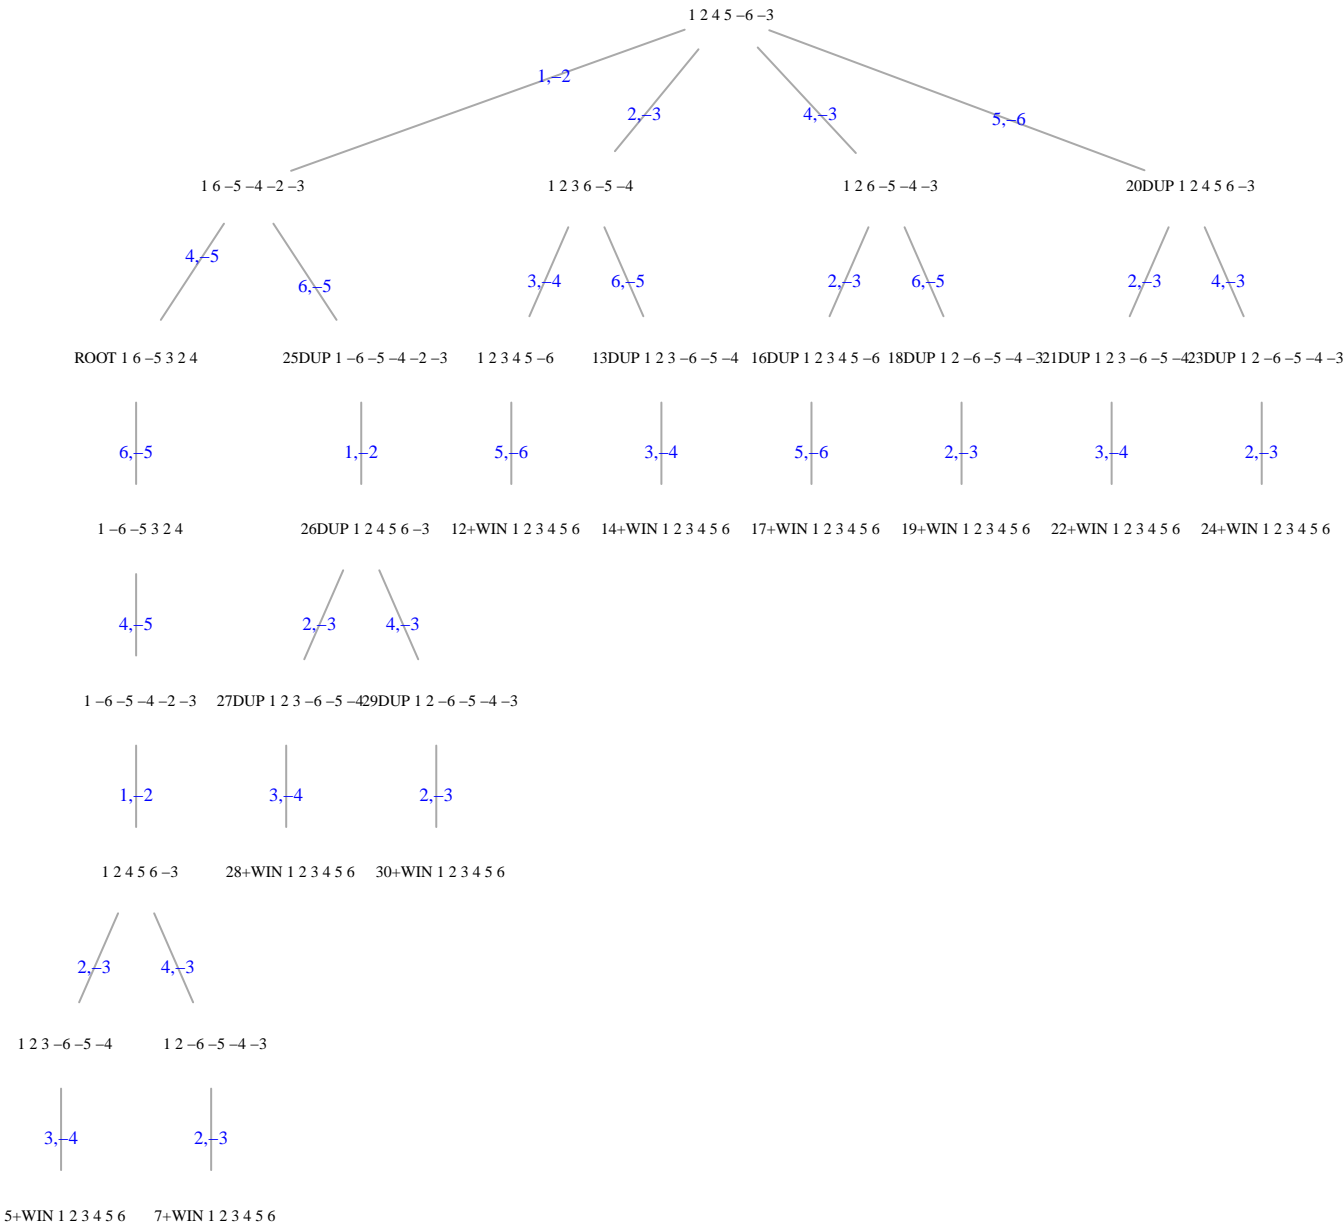 1 2 4 5 –6 –3
1,–2
2,–3
4,–3
5,–6
1 6 –5 –4 –2 –3
1 2 3 6 –5 –4
1 2 6 –5 –4 –3
20DUP 1 2 4 5 6 –3
4,–5
6,–5
3,–4
6,–5
2,–3
6,–5
2,–3
4,–3
ROOT 1 6 –5 3 2 4
25DUP 1 –6 –5 –4 –2 –3
1 2 3 4 5 –6
13DUP 1 2 3 –6 –5 –4
16DUP 1 2 3 4 5 –6
18DUP 1 2 –6 –5 –4 –3
21DUP 1 2 3 –6 –5 –4
23DUP 1 2 –6 –5 –4 –3
6,–5
1,–2
5,–6
3,–4
5,–6
2,–3
3,–4
2,–3
1 –6 –5 3 2 4
26DUP 1 2 4 5 6 –3
12+WIN 1 2 3 4 5 6
14+WIN 1 2 3 4 5 6
17+WIN 1 2 3 4 5 6
19+WIN 1 2 3 4 5 6
22+WIN 1 2 3 4 5 6
24+WIN 1 2 3 4 5 6
4,–5
2,–3
4,–3
1 –6 –5 –4 –2 –3
27DUP 1 2 3 –6 –5 –4
29DUP 1 2 –6 –5 –4 –3
1,–2
3,–4
2,–3
1 2 4 5 6 –3
28+WIN 1 2 3 4 5 6
30+WIN 1 2 3 4 5 6
2,–3
4,–3
1 2 3 –6 –5 –4
1 2 –6 –5 –4 –3
3,–4
2,–3
5+WIN 1 2 3 4 5 6
7+WIN 1 2 3 4 5 6